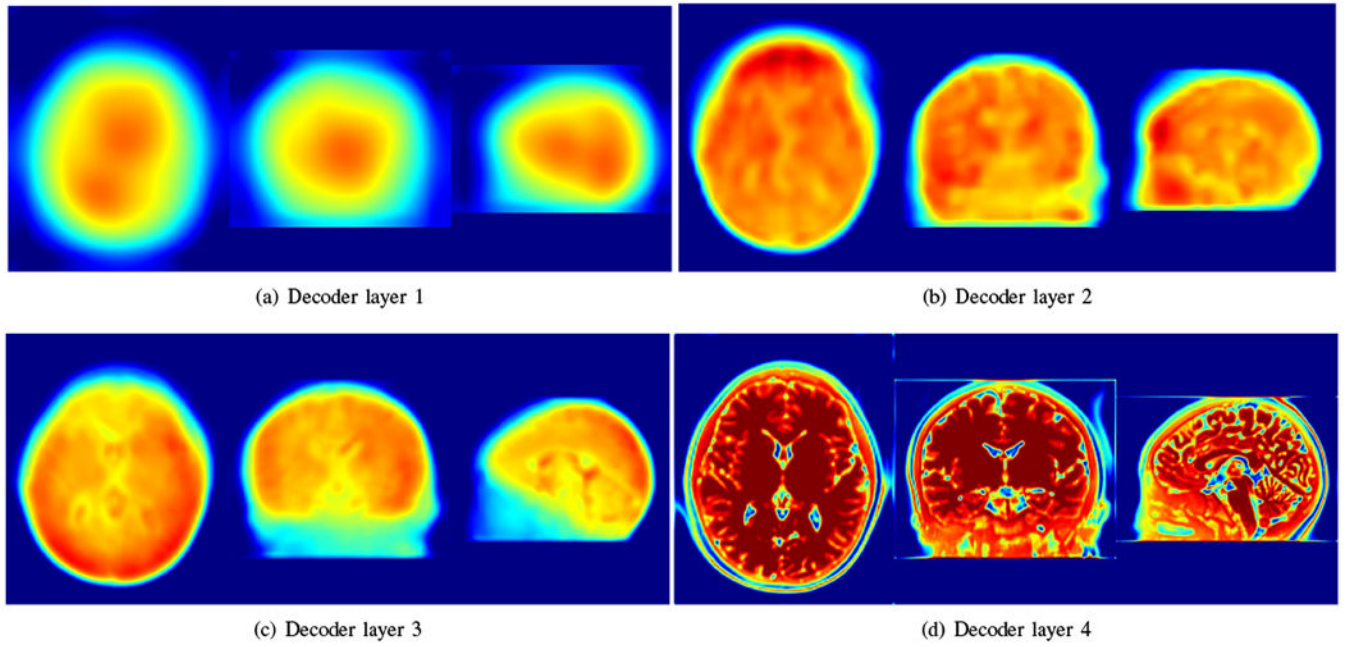 (a) Decoder layer 1
(b) Decoder layer 2
(c) Decoder layer 3
(d) Decoder layer 4